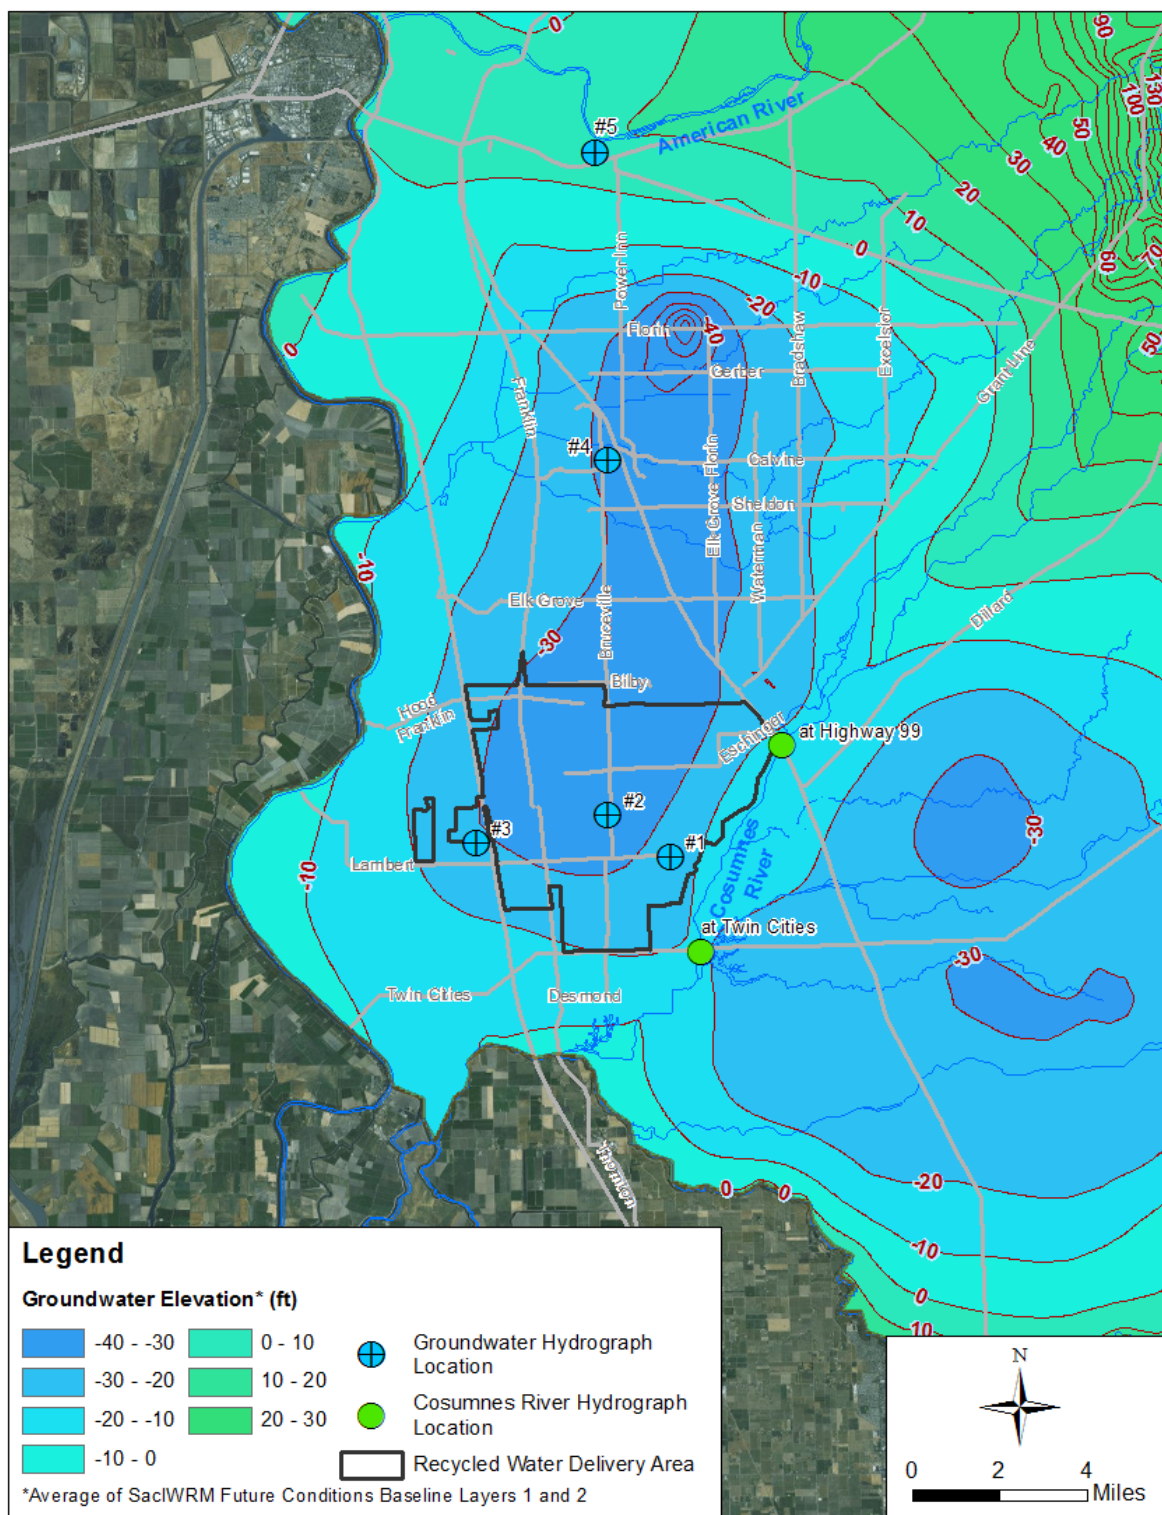 0
90
130
100
50
40
30
20
10
0
60
70
50
#5
American River
-10
-20
Power Inn
Florin
-40
Gerber
Bradshaw
Excelsior
Grant Line
0
Franklin
#4
Calvine
Sheldon
Elk Grove Florin
Waterman
-10
Elk Grove
Bruceville
Dillard
-30
Bilby
Hood
Franklin
Eschinger
at Highway 99
#2
-30
#3
#1
Lambert
-10
Cosumnes
River
at Twin Cities
-30
Twin Cities
Desmond
Thornton
0
0
-20
-10
0
10
Legend
Groundwater Elevation* (ft)
-40 - -30
0 - 10
Groundwater Hydrograph
Location
-30 - -20
10 - 20
-20 - -10
20 - 30
Cosumnes River Hydrograph
Location
-10 - 0
Recycled Water Delivery Area
*Average of SacIWRM Future Conditions Baseline Layers 1 and 2
N
0 2 4
Miles